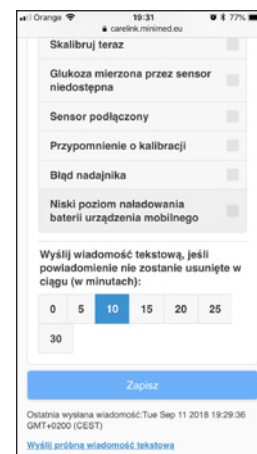 Orange 19:31 77%
carelink.minimed.eu
Skalibruj teraz
Glukoza mierzona przez sensor
niedostępna
Sensor podłączony
Przypomnienie o kalibracji
Błąd nadajnika
Niski poziom naładowania
baterii urządzenia mobilnego
Wyślij wiadomość tekstową, jeśli
powiadomienie nie zostanie usunięte w
ciągu (w minutach):
0 5 10 15 20 25
30
Zapisz
Ostatnia wysłana wiadomość:Tue Sep 11 2018 19:29:36
GMT+0200 (CEST)
Wyślij próbną wiadomość tekstową